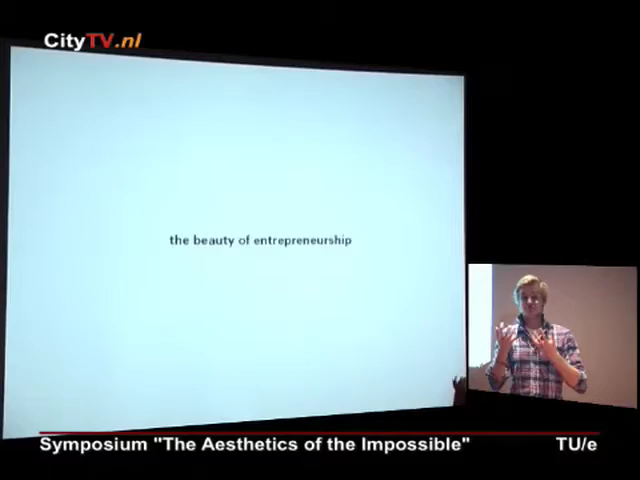 CityTV.nl
the beauty of entrepreneurship
Symposium "The Aesthetics of the Impossible"
TU/e